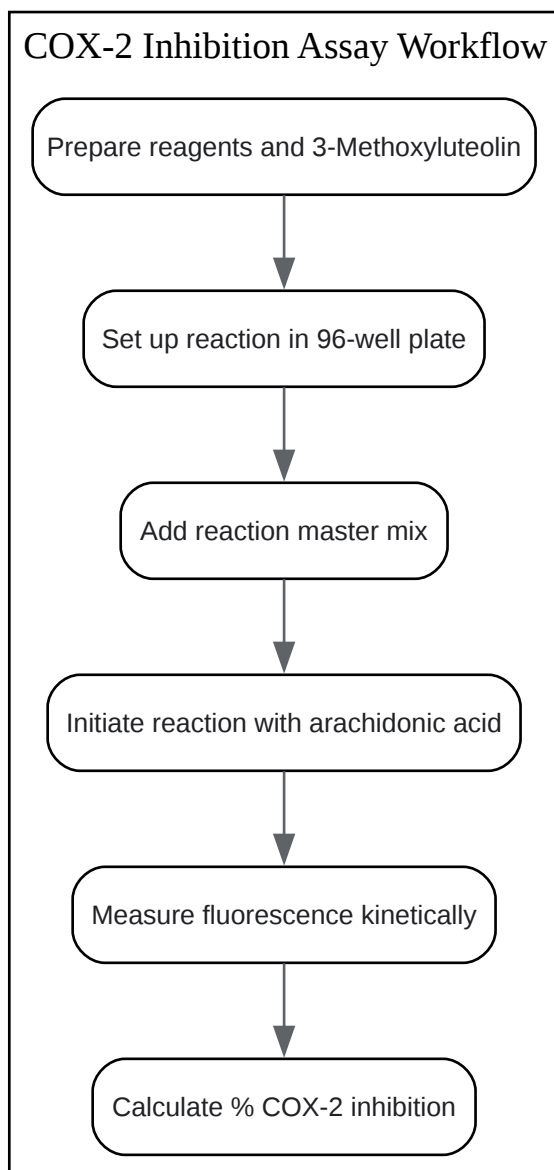 COX-2 Inhibition Assay Workflow
Prepare reagents and 3-Methoxyluteolin
Set up reaction in 96-well plate
Add reaction master mix
Initiate reaction with arachidonic acid
Measure fluorescence kinetically
Calculate % COX-2 inhibition